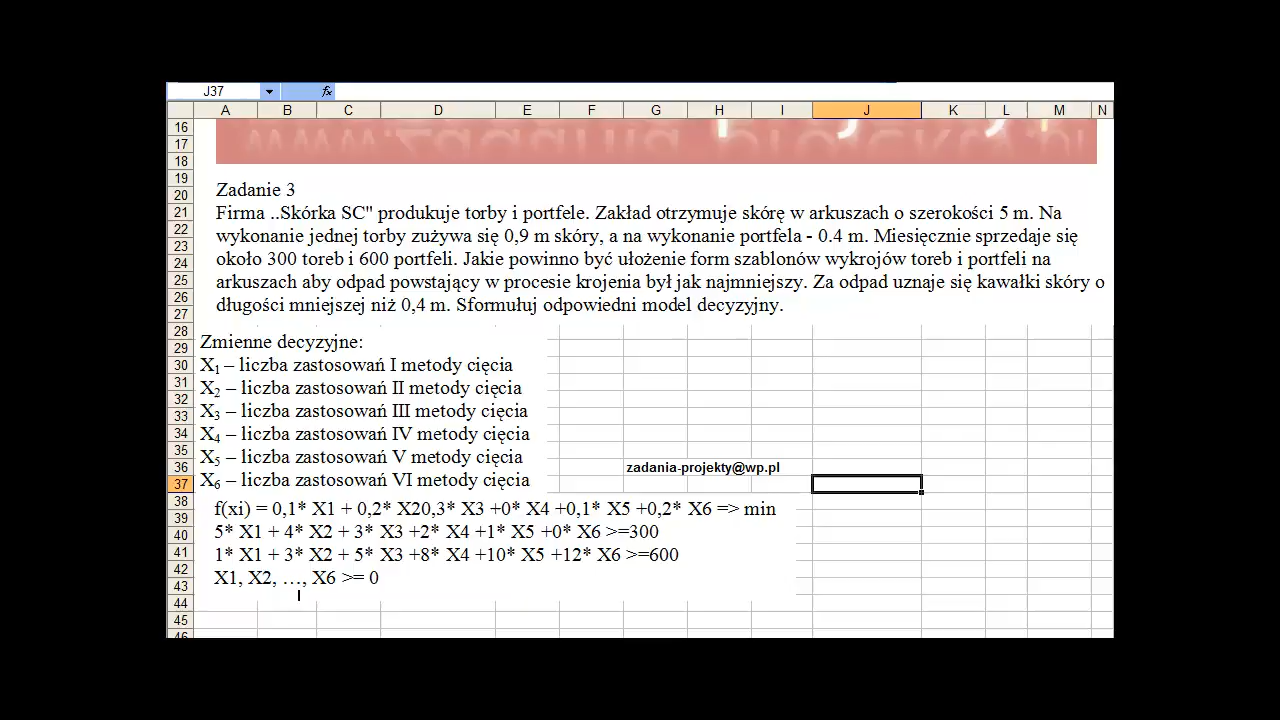 J37
fx
A B C D E F G H I J K L M N
16
17
18
19
20
21
22
23
24
25
26
27
28
29
30
31
32
33
34
35
36
37
38
39
40
41
42
43
44
45
46
Zadanie 3
Firma ..Skórka SC" produkuje torby i portfele. Zakład otrzymuje skórę w arkuszach o szerokości 5 m. Na
wykonanie jednej torby zużywa się 0,9 m skóry, a na wykonanie portfela - 0.4 m. Miesięcznie sprzedaje się
około 300 toreb i 600 portfeli. Jakie powinno być ułożenie form szablonów wykrojów toreb i portfeli na
arkuszach aby odpad powstający w procesie krojenia był jak najmniejszy. Za odpad uznaje się kawałki skóry o
długości mniejszej niż 0,4 m. Sformułuj odpowiedni model decyzyjny.
Zmienne decyzyjne:
X1 – liczba zastosowań I metody cięcia
X2 – liczba zastosowań II metody cięcia
X3 – liczba zastosowań III metody cięcia
X4 – liczba zastosowań IV metody cięcia
X5 – liczba zastosowań V metody cięcia
X6 – liczba zastosowań VI metody cięcia
zadania-projekty@wp.pl
f(xi) = 0,1* X1 + 0,2* X20,3* X3 +0* X4 +0,1* X5 +0,2* X6 => min
5* X1 + 4* X2 + 3* X3 +2* X4 +1* X5 +0* X6 >=300
1* X1 + 3* X2 + 5* X3 +8* X4 +10* X5 +12* X6 >=600
X1, X2, …, X6 >= 0